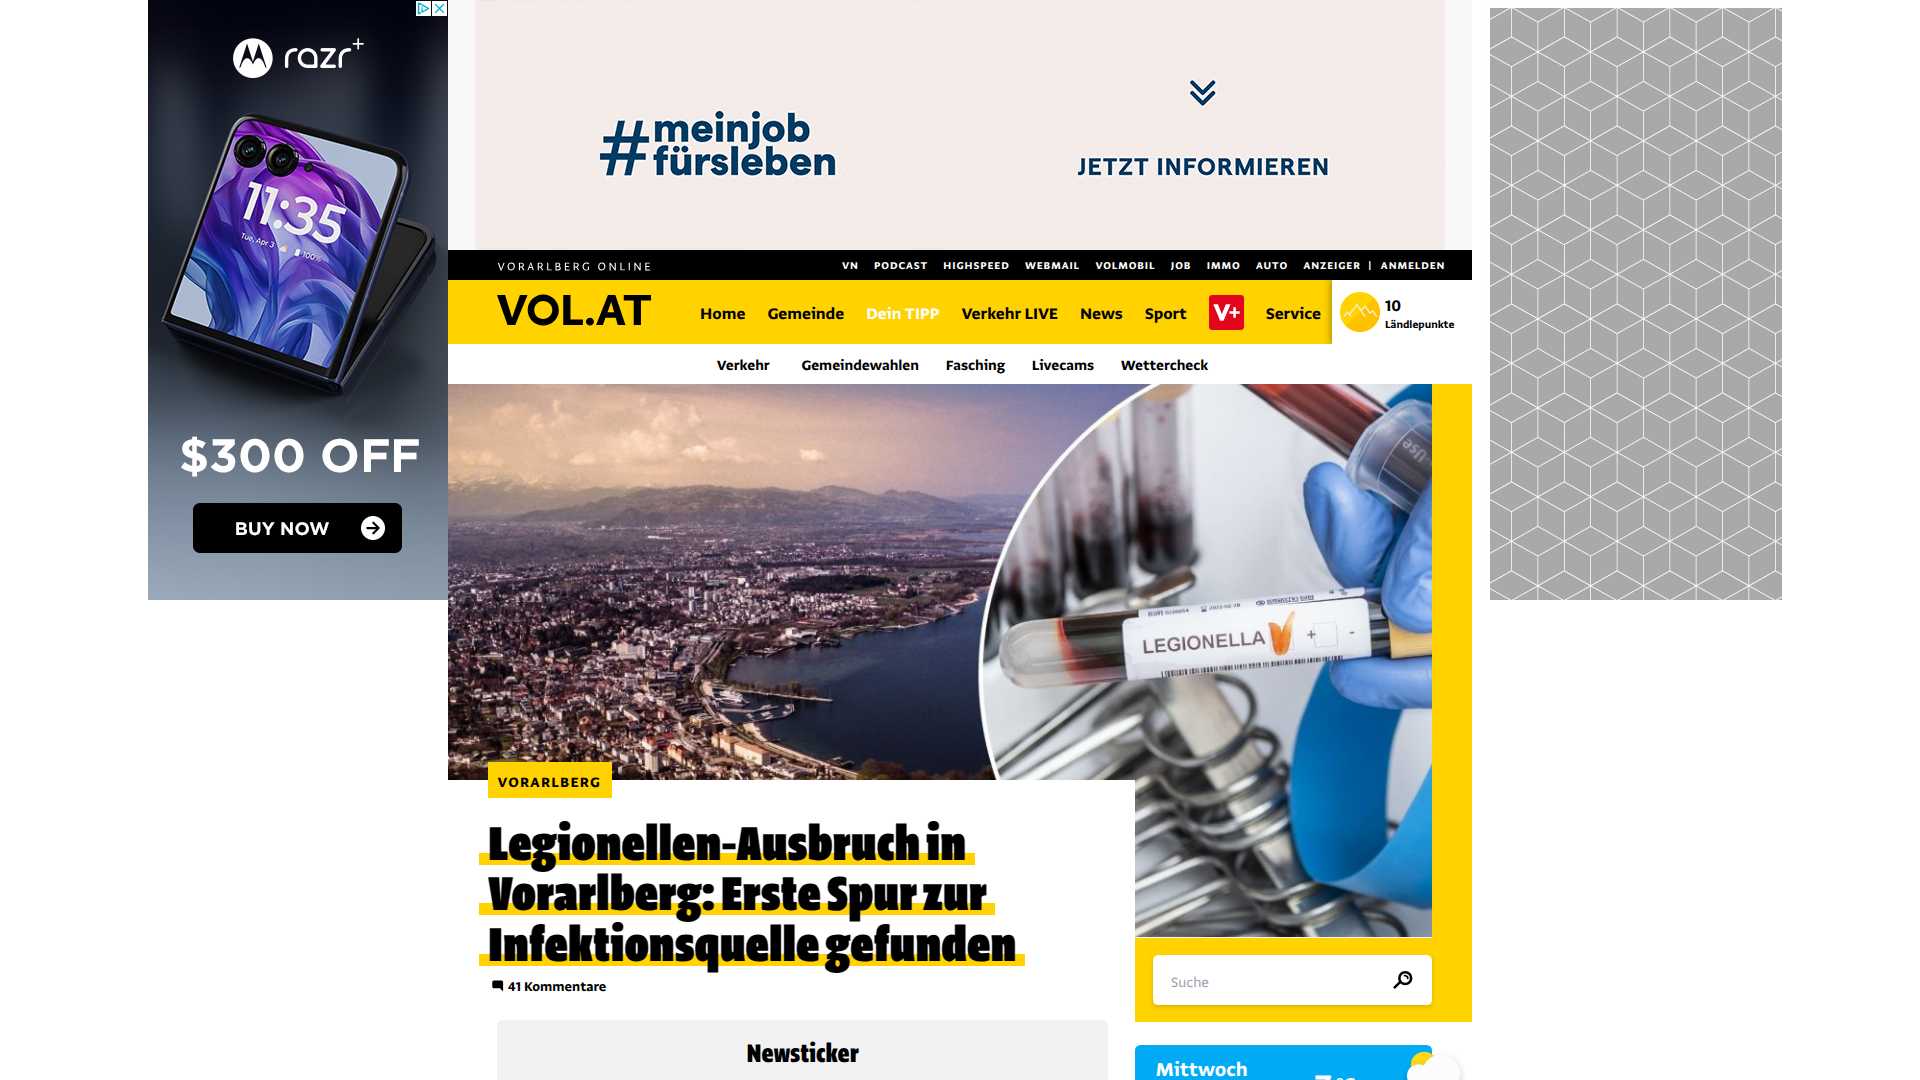 razr+
11:35
Tue, Apr 3
100%
$300 OFF
BUY NOW
#meinjob
fürsleben
JETZT INFORMIEREN
VORARLBERG ONLINE
VN PODCAST HIGHSPEED WEBMAIL VOLMOBIL JOB IMMO AUTO ANZEIGER | ANMELDEN
VOL.AT
Home Gemeinde Dein TIPP Verkehr LIVE News Sport V+ Service
10
Ländlepunkte
Verkehr Gemeindewahlen Fasching Livecams Wettercheck
Use
LEGIONELLA + -
VORARLBERG
Legionellen-Ausbruch in
Vorarlberg: Erste Spur zur
Infektionsquelle gefunden
41 Kommentare
Suche
Newsticker
Mittwoch